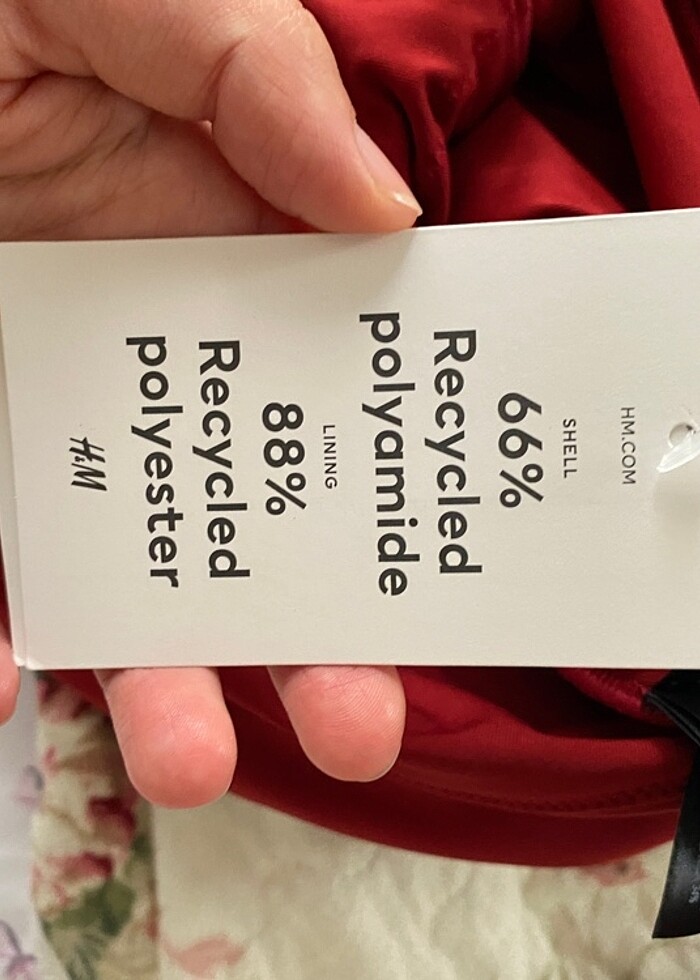 HM.COM
SHELL
66%
Recycled
polyamide
LINING
88%
Recycled
polyester
H&M